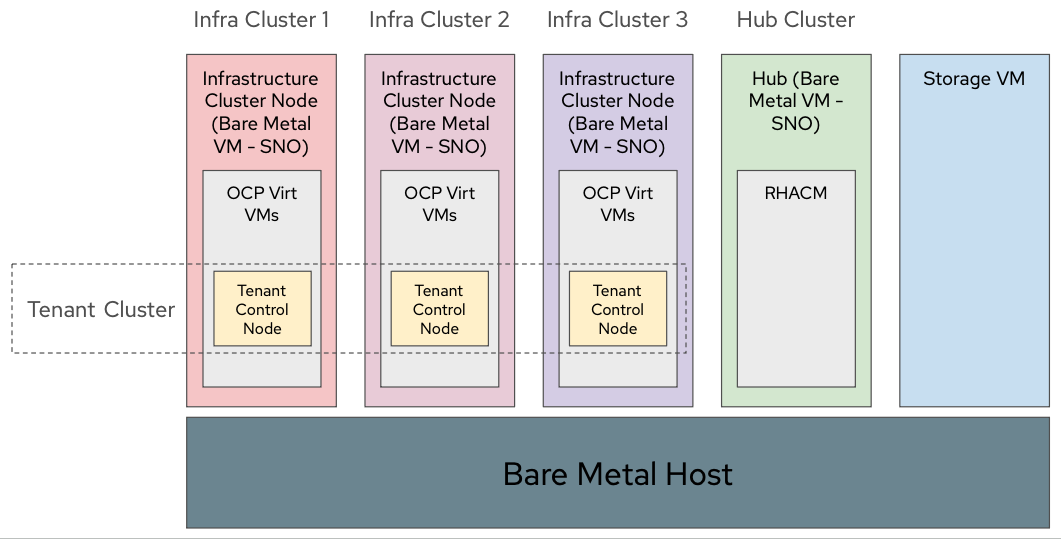 Infra Cluster 1
Infra Cluster 2
Infra Cluster 3
Hub Cluster
Infrastructure
Cluster Node
(Bare Metal
VM - SNO)
Infrastructure
Cluster Node
(Bare Metal
VM - SNO)
Infrastructure
Cluster Node
(Bare Metal
VM - SNO)
Hub (Bare
Metal VM -
SNO)
Storage VM
OCP Virt
VMs
OCP Virt
VMs
OCP Virt
VMs
RHACM
Tenant Cluster
Tenant
Control
Node
Tenant
Control
Node
Tenant
Control
Node
Bare Metal Host